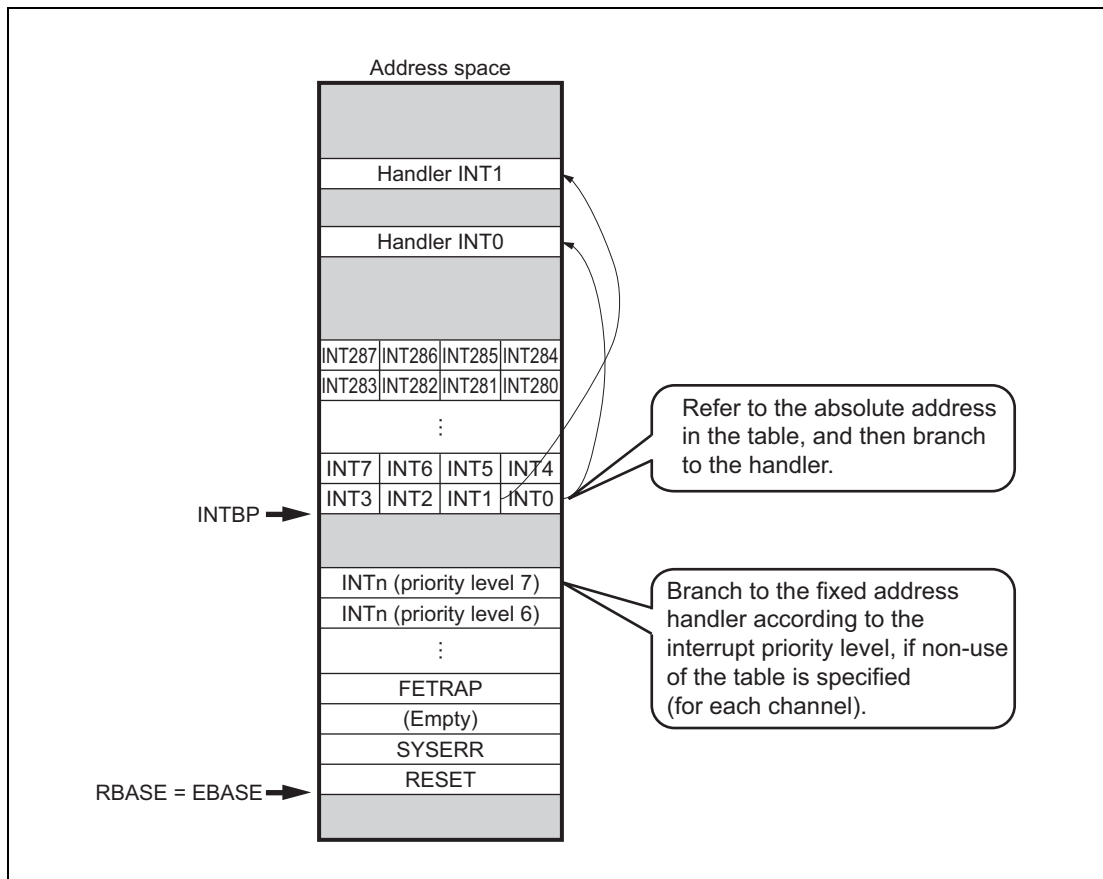 Address space
Handler INT1
Handler INT0
INT287 INT286 INT285 INT284
INT283 INT282 INT281 INT280
⋮
INT7 INT6 INT5 INT4
INT3 INT2 INT1 INT0
INTBP
Refer to the absolute address
in the table, and then branch
to the handler.
INTn (priority level 7)
INTn (priority level 6)
⋮
FETRAP
(Empty)
SYSERR
RESET
RBASE = EBASE
Branch to the fixed address
handler according to the
interrupt priority level, if non-use
of the table is specified
(for each channel).